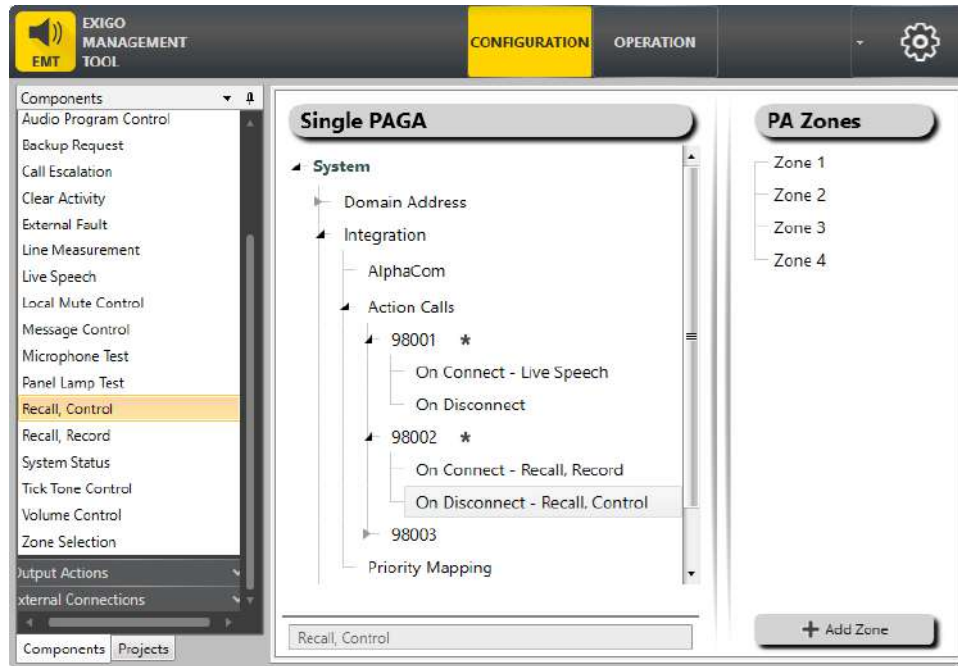 EXIGO
MANAGEMENT
TOOL
EMT
CONFIGURATION
OPERATION
Components
Audio Program Control
Backup Request
Call Escalation
Clear Activity
External Fault
Line Measurement
Live Speech
Local Mute Control
Message Control
Microphone Test
Panel Lamp Test
Recall, Control
Recall, Record
System Status
Tick Tone Control
Volume Control
Zone Selection
Output Actions
xternal Connections
Components
Projects
Single PAGA
System
Domain Address
Integration
AlphaCom
Action Calls
98001 *
On Connect - Live Speech
On Disconnect
98002 *
On Connect - Recall, Record
On Disconnect - Recall, Control
98003
Priority Mapping
Recall, Control
PA Zones
Zone 1
Zone 2
Zone 3
Zone 4
+ Add Zone